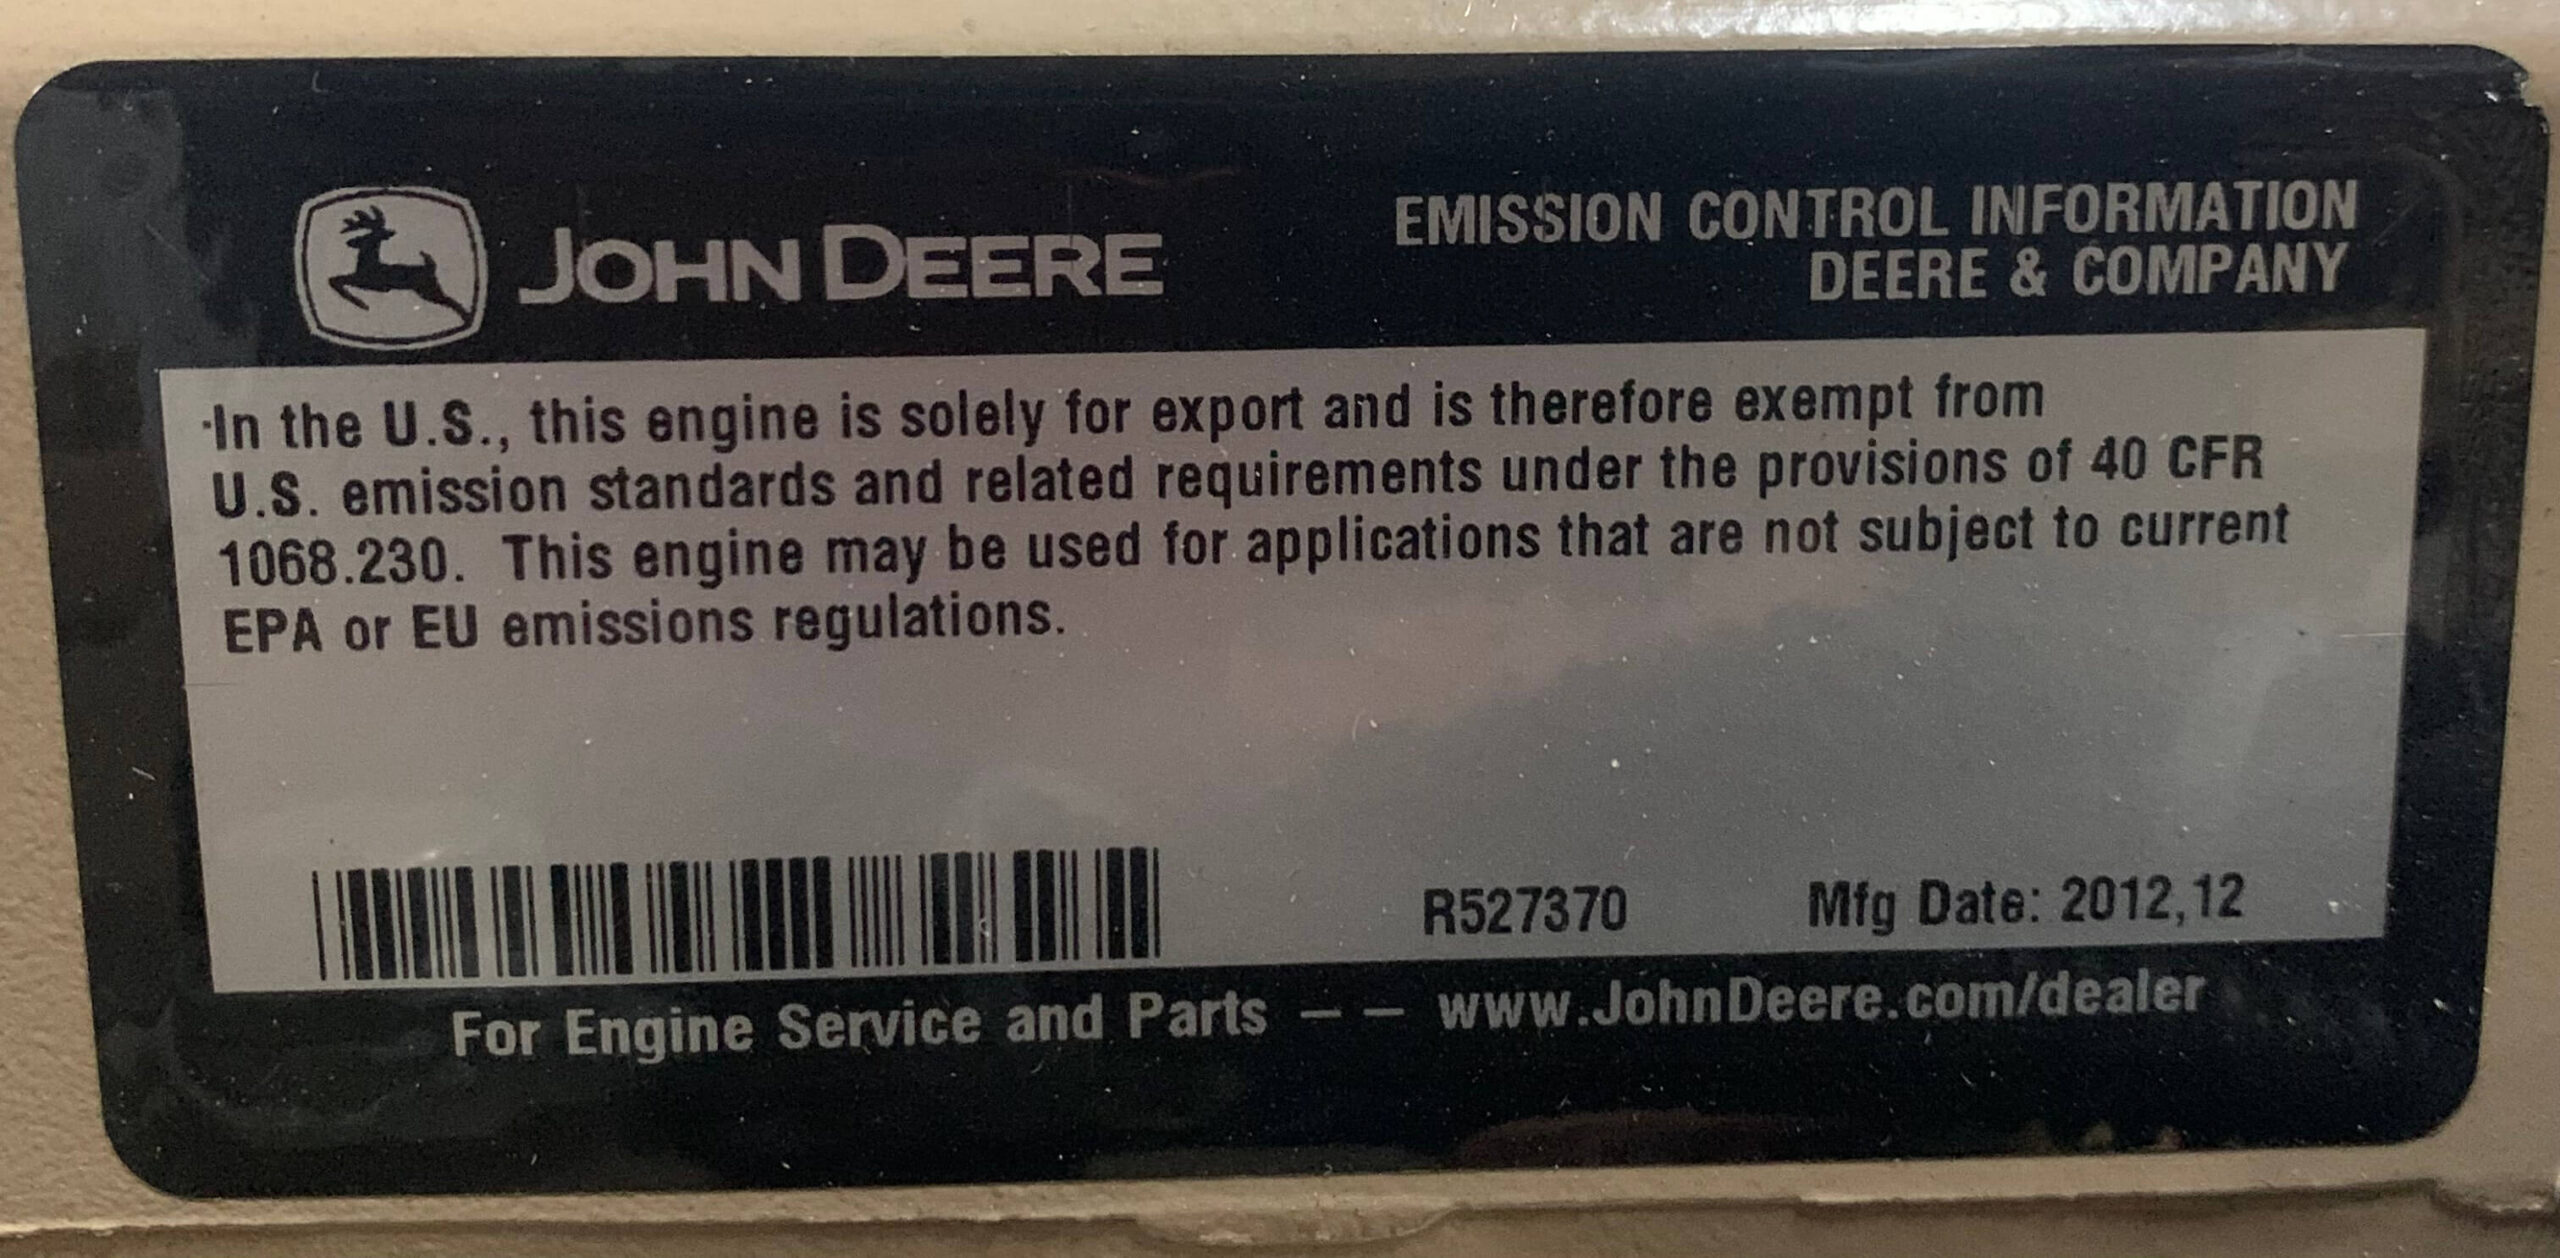 JOHN DEERE
EMISSION CONTROL INFORMATION
DEERE & COMPANY
In the U.S., this engine is solely for export and is therefore exempt from
U.S. emission standards and related requirements under the provisions of 40 CFR
1068.230. This engine may be used for applications that are not subject to current
EPA or EU emissions regulations.
R527370 Mfg Date: 2012,12
For Engine Service and Parts – – www.JohnDeere.com/dealer